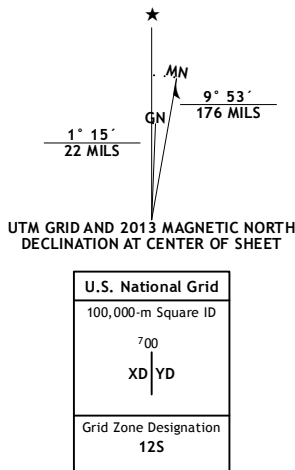 ★
MN
GN
9° 53´
176 MILS
1° 15´
22 MILS
UTM GRID AND 2013 MAGNETIC NORTH
DECLINATION AT CENTER OF SHEET
U.S. National Grid
100,000-m Square ID
⁷00
XD YD
Grid Zone Designation
12S